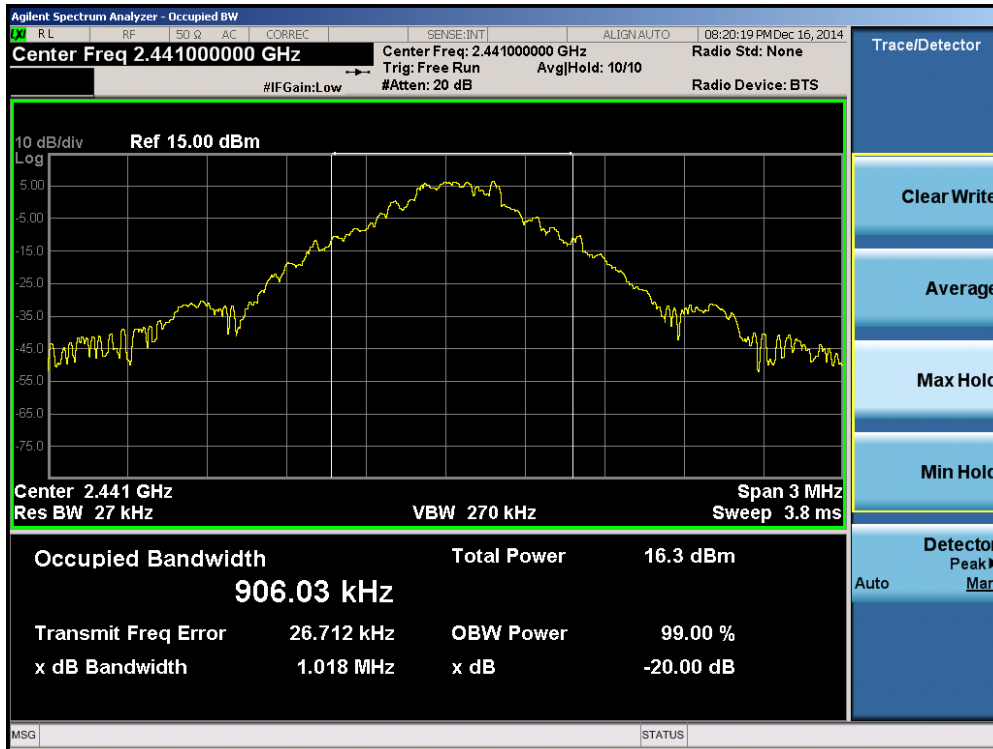 Agilent Spectrum Analyzer - Occupied BW
LXI RL RF 50 Ω AC CORREC SENSE:INT ALIGNAUTO 08:20:19 PM Dec 16, 2014
Center Freq 2.441000000 GHz
Center Freq: 2.441000000 GHz Radio Std: None
Trig: Free Run Avg|Hold: 10/10
#IFGain:Low #Atten: 20 dB Radio Device: BTS
10 dB/div Ref 15.00 dBm
Log
5.00
-5.00
-15.0
-25.0
-35.0
-45.0
-55.0
-65.0
-75.0
Center 2.441 GHz Span 3 MHz
Res BW 27 kHz VBW 270 kHz Sweep 3.8 ms
Occupied Bandwidth Total Power 16.3 dBm
906.03 kHz
Transmit Freq Error 26.712 kHz OBW Power 99.00 %
x dB Bandwidth 1.018 MHz x dB -20.00 dB
MSG STATUS
Trace/Detector
Clear Write
Average
Max Hold
Min Hold
Detector
Peak
Auto Man